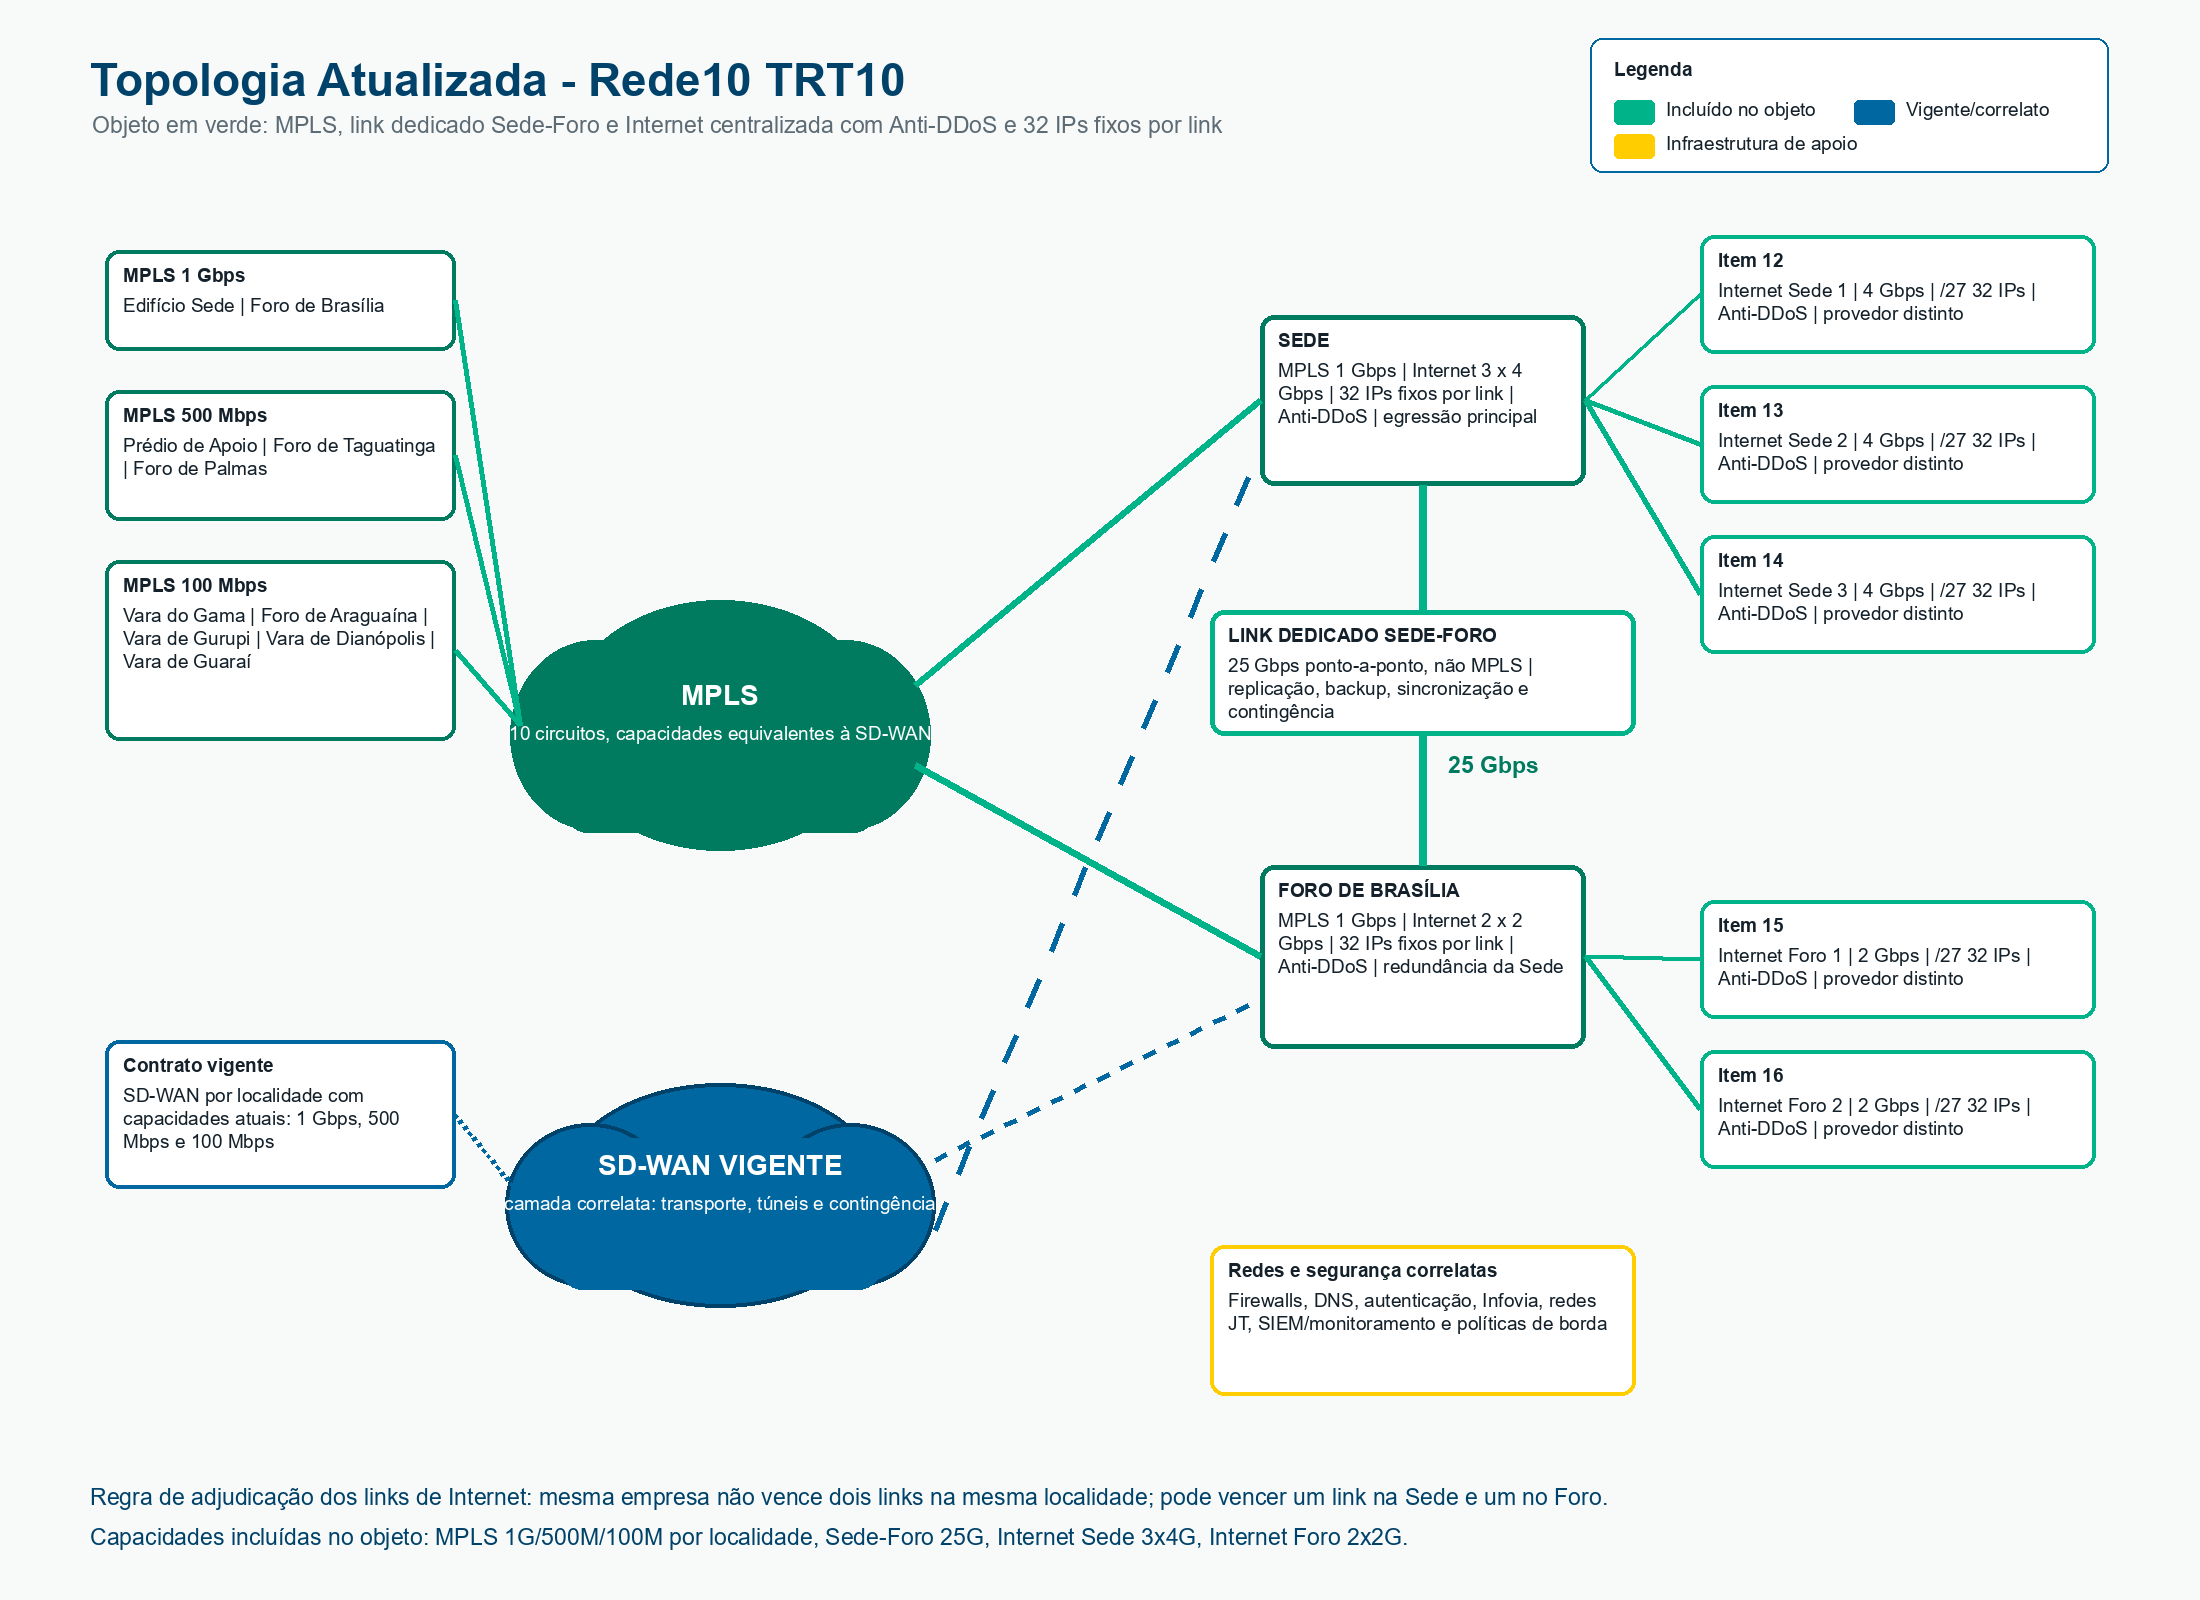 Topologia Atualizada - Rede10 TRT10
Objeto em verde: MPLS, link dedicado Sede-Foro e Internet centralizada com Anti-DDoS e 32 IPs fixos por link
Legenda
Incluído no objeto
Vigente/correlato
Infraestrutura de apoio
MPLS 1 Gbps
Edifício Sede | Foro de Brasília
MPLS 500 Mbps
Prédio de Apoio | Foro de Taguatinga
| Foro de Palmas
MPLS 100 Mbps
Vara do Gama | Foro de Araguaína |
Vara de Gurupi | Vara de Dianópolis |
Vara de Guaraí
MPLS
10 circuitos, capacidades equivalentes à SD-WAN
SEDE
MPLS 1 Gbps | Internet 3 x 4
Gbps | 32 IPs fixos por link |
Anti-DDoS | egressão principal
Item 12
Internet Sede 1 | 4 Gbps | /27 32 IPs |
Anti-DDoS | provedor distinto
Item 13
Internet Sede 2 | 4 Gbps | /27 32 IPs |
Anti-DDoS | provedor distinto
Item 14
Internet Sede 3 | 4 Gbps | /27 32 IPs |
Anti-DDoS | provedor distinto
LINK DEDICADO SEDE-FORO
25 Gbps ponto-a-ponto, não MPLS |
replicação, backup, sincronização e
contingência
25 Gbps
FORO DE BRASÍLIA
MPLS 1 Gbps | Internet 2 x 2
Gbps | 32 IPs fixos por link |
Anti-DDoS | redundância da Sede
Item 15
Internet Foro 1 | 2 Gbps | /27 32 IPs |
Anti-DDoS | provedor distinto
Item 16
Internet Foro 2 | 2 Gbps | /27 32 IPs |
Anti-DDoS | provedor distinto
Contrato vigente
SD-WAN por localidade com
capacidades atuais: 1 Gbps, 500
Mbps e 100 Mbps
SD-WAN VIGENTE
camada correlata: transporte, túneis e contingência
Redes e segurança correlatas
Firewalls, DNS, autenticação, Infovia, redes
JT, SIEM/monitoramento e políticas de borda
Regra de adjudicação dos links de Internet: mesma empresa não vence dois links na mesma localidade; pode vencer um link na Sede e um no Foro.
Capacidades incluídas no objeto: MPLS 1G/500M/100M por localidade, Sede-Foro 25G, Internet Sede 3x4G, Internet Foro 2x2G.